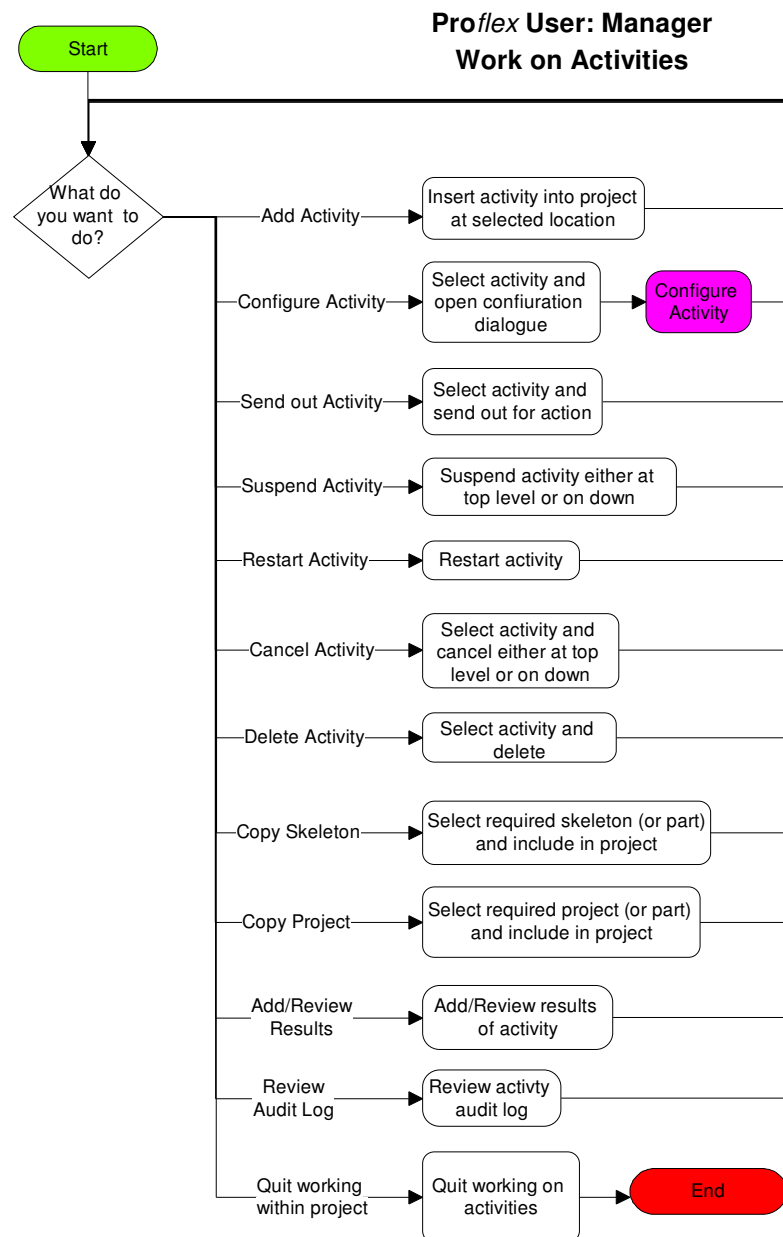 Proflex User: Manager
Work on Activities
Start
What do
you want to
do?
Add Activity
Insert activity into project
at selected location
Configure Activity
Select activity and
open confiuration
dialogue
Configure
Activity
Send out Activity
Select activity and
send out for action
Suspend Activity
Suspend activity either at
top level or on down
Restart Activity
Restart activity
Cancel Activity
Select activity and
cancel either at top
level or on down
Delete Activity
Select activity and
delete
Copy Skeleton
Select required skeleton (or part)
and include in project
Copy Project
Select required project (or part)
and include in project
Add/Review
Results
Add/Review results
of activity
Review
Audit Log
Review activty
audit log
Quit working
within project
Quit working on
activities
End